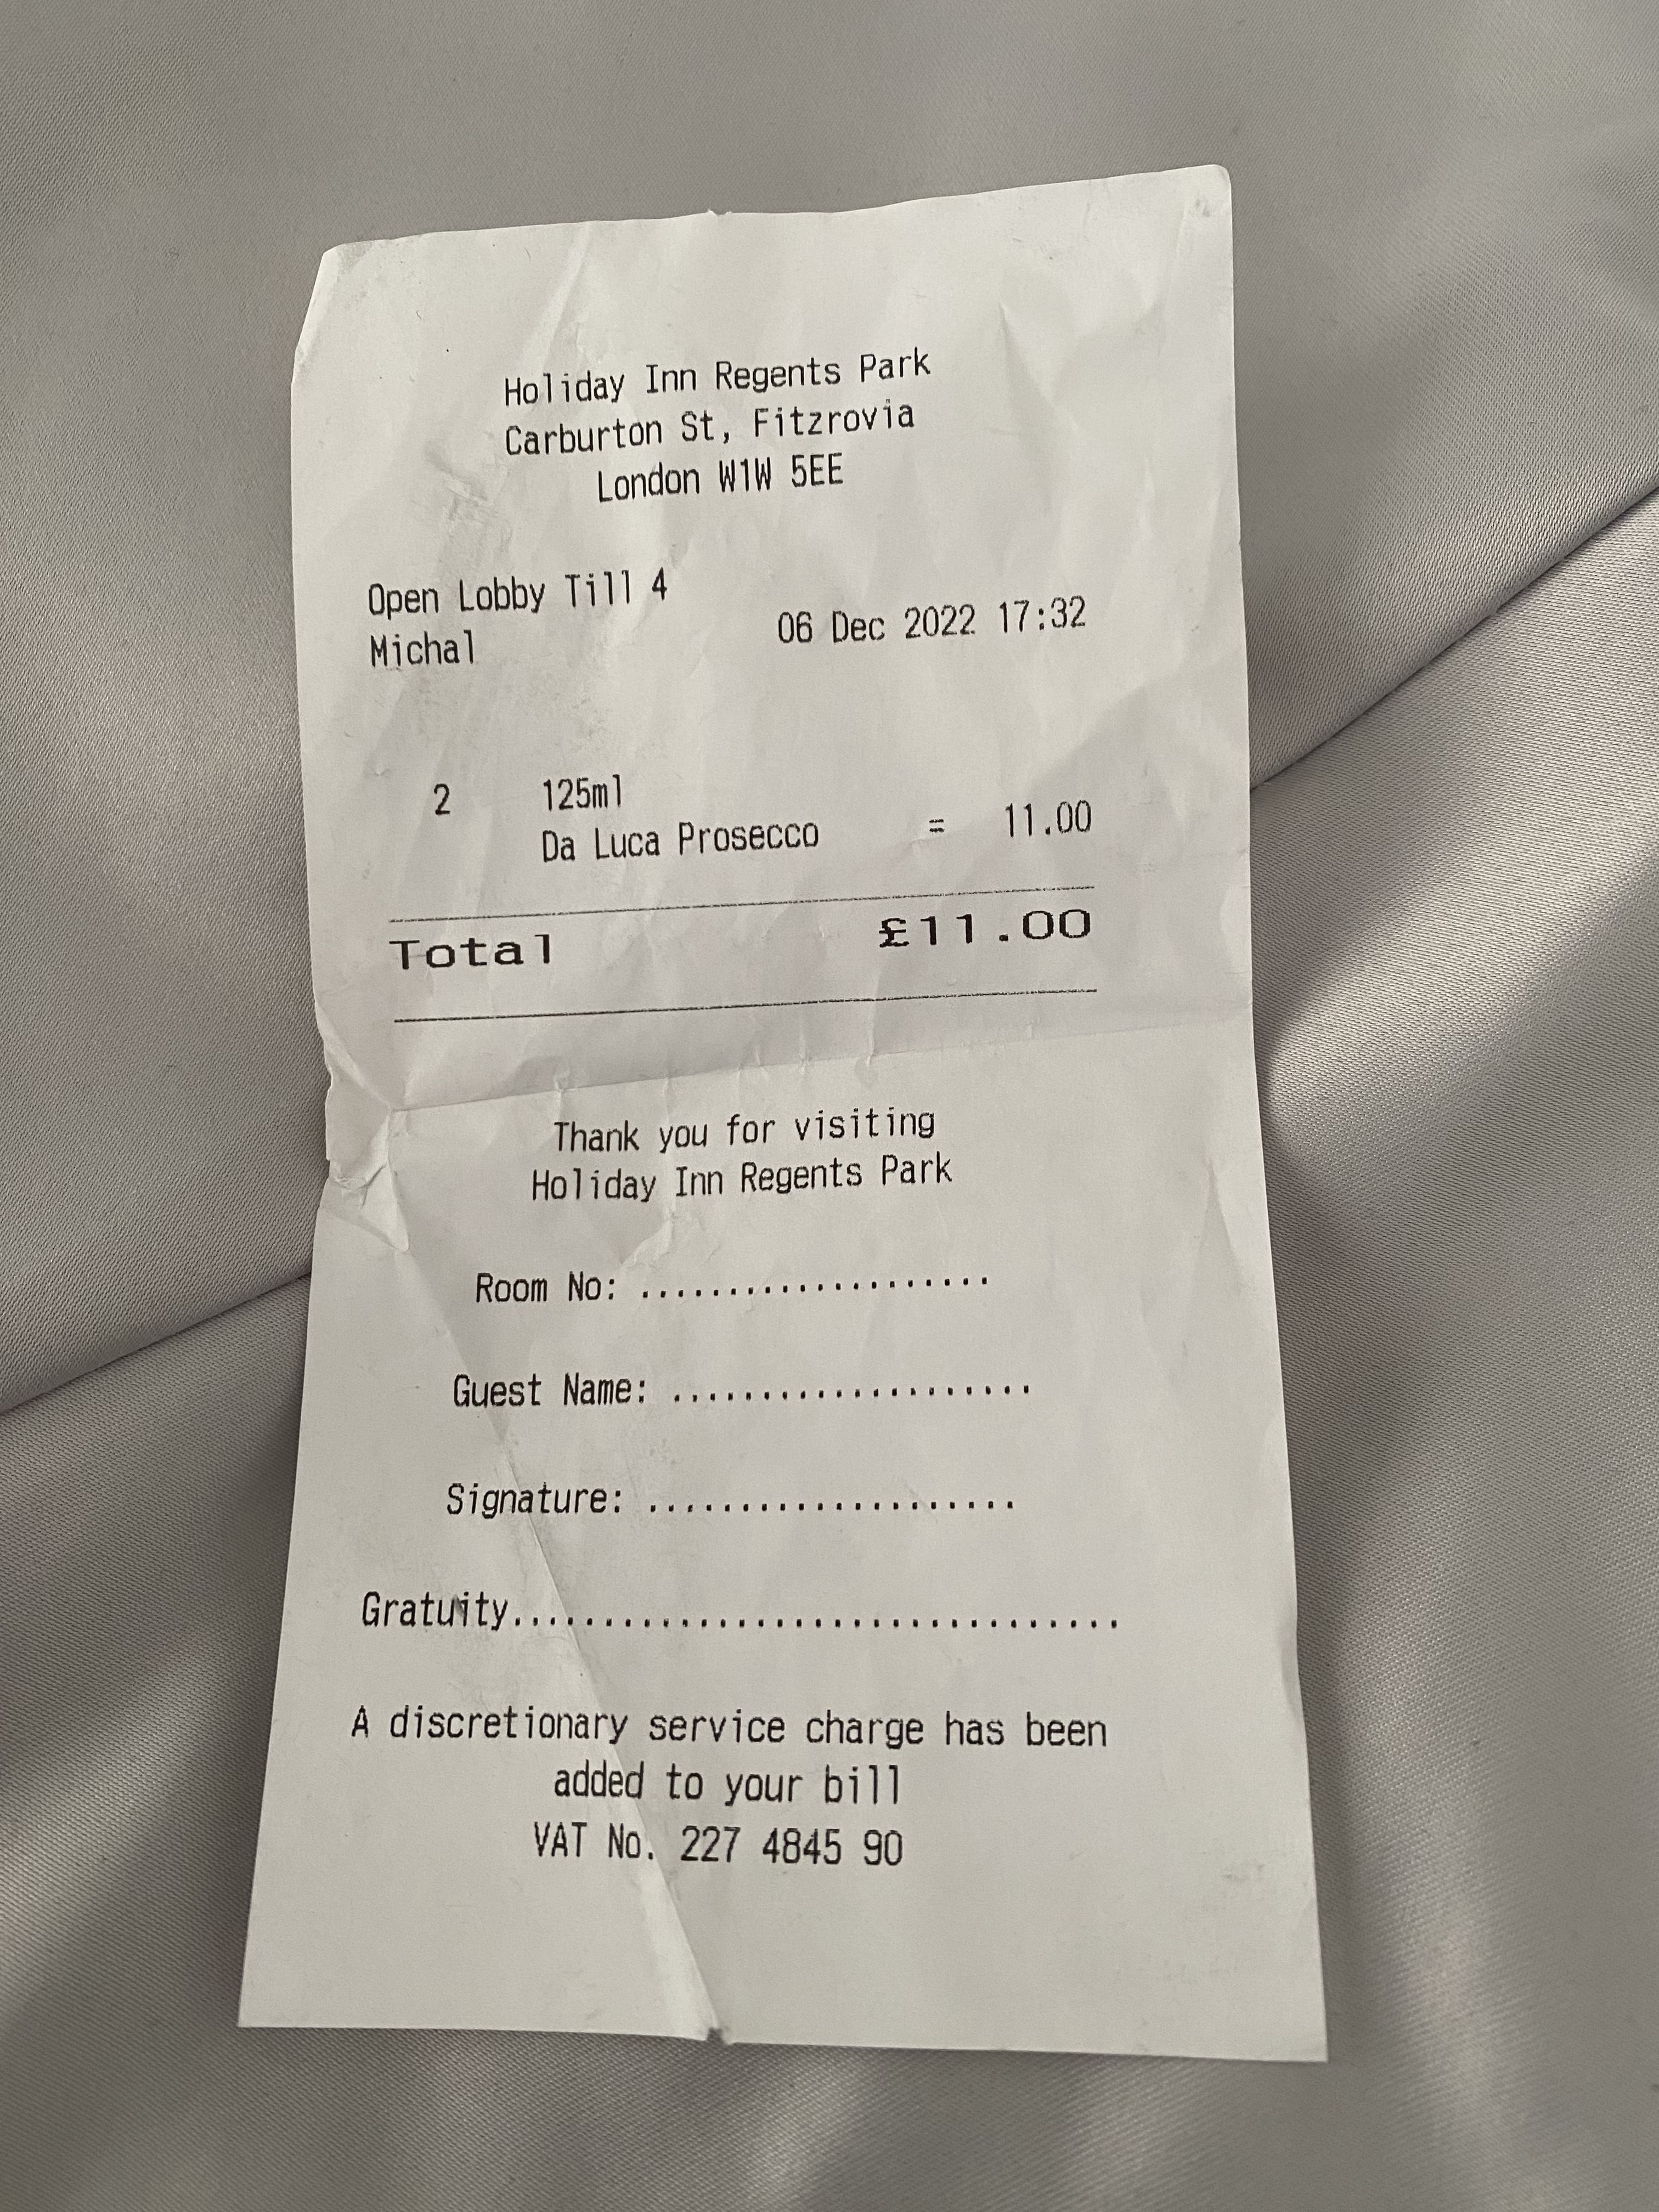 Holiday Inn Regents Park
Carburton St, Fitzrovia
London W1W 5EE
Open Lobby Till 4
Michal 06 Dec 2022 17:32
2 125ml
Da Luca Prosecco = 11.00
Total £11.00
Thank you for visiting
Holiday Inn Regents Park
Room No: ....................
Guest Name: ....................
Signature: ....................
Gratuity..................................
A discretionary service charge has been
added to your bill
VAT No. 227 4845 90